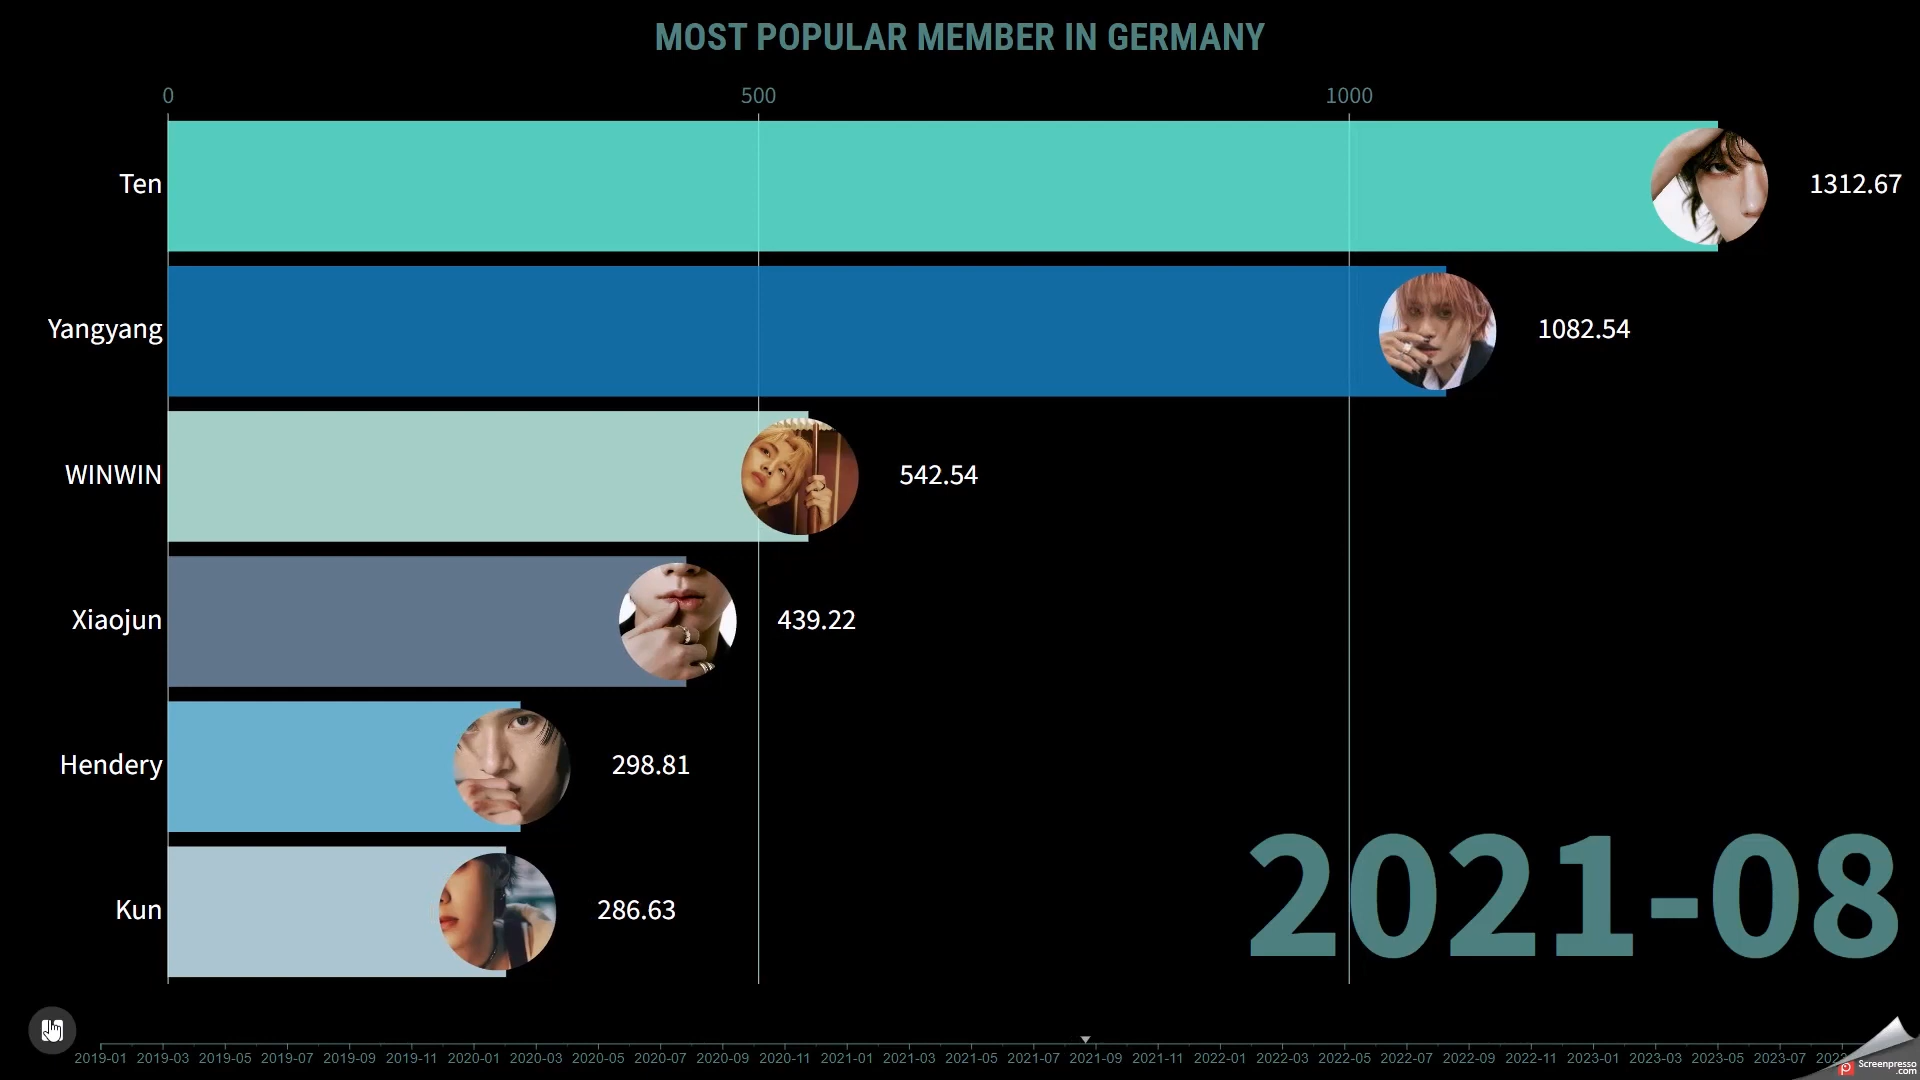 MOST POPULAR MEMBER IN GERMANY
0 500 1000
Ten 1312.67
Yangyang 1082.54
WINWIN 542.54
Xiaojun 439.22
Hendery 298.81
Kun 286.63
2021-08
2019-01 2019-03 2019-05 2019-07 2019-09 2019-11 2020-01 2020-03 2020-05 2020-07 2020-09 2020-11 2021-01 2021-03 2021-05 2021-07 2021-09 2021-11 2022-01 2022-03 2022-05 2022-07 2022-09 2022-11 2023-01 2023-03 2023-05 2023-07
Screenpresso
.com